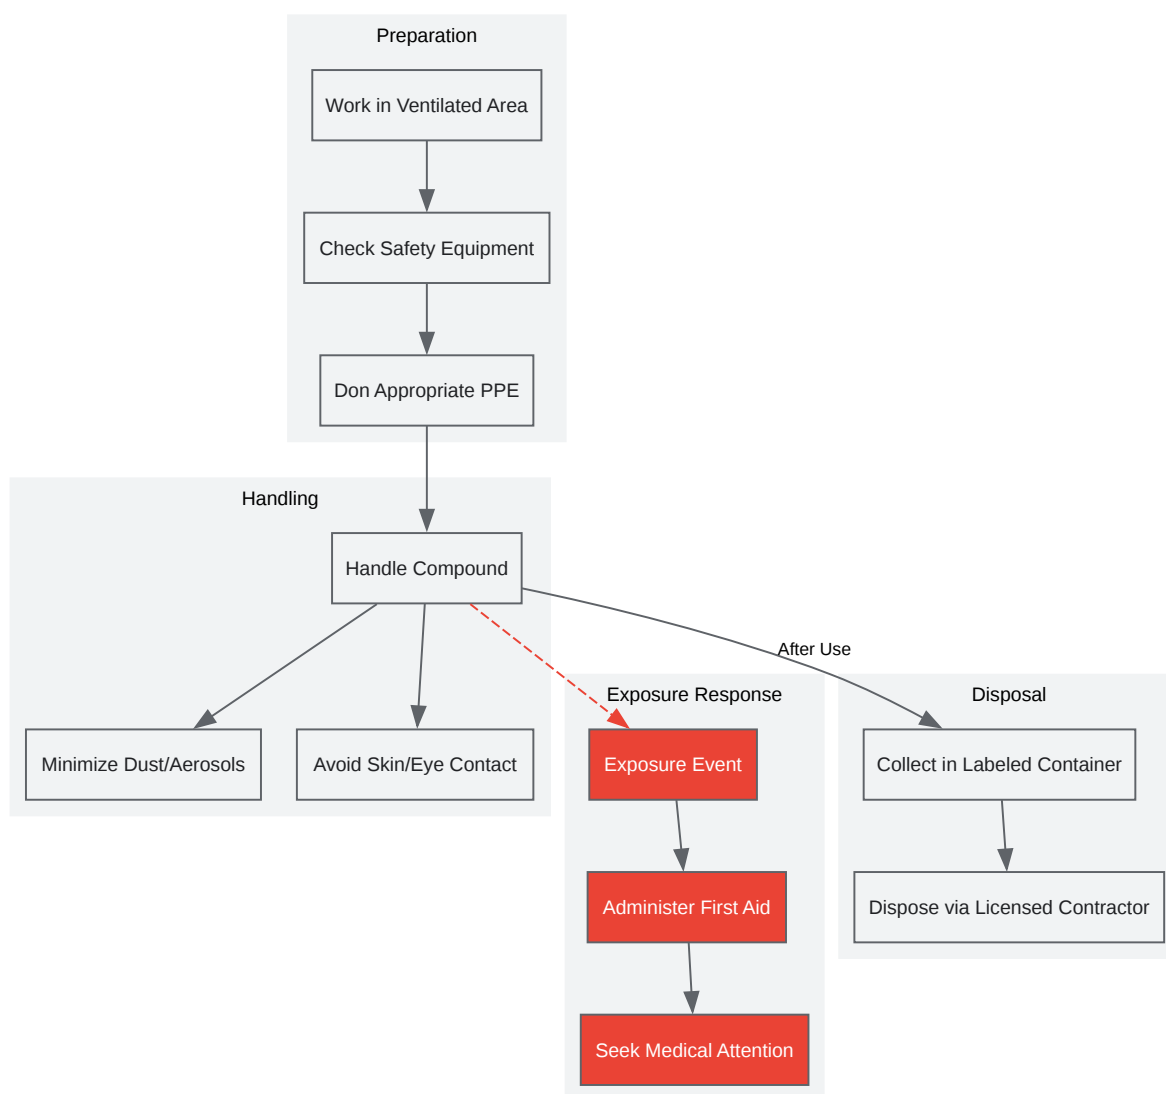 Preparation
Work in Ventilated Area
Check Safety Equipment
Don Appropriate PPE
Handling
Handle Compound
After Use
Minimize Dust/Aerosols
Avoid Skin/Eye Contact
Exposure Response
Exposure Event
Administer First Aid
Seek Medical Attention
Disposal
Collect in Labeled Container
Dispose via Licensed Contractor